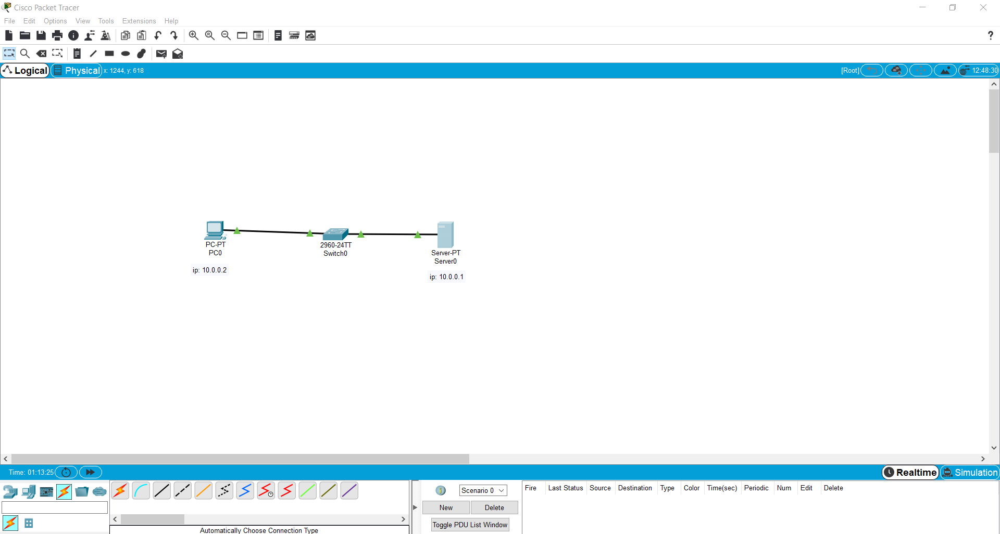 Cisco Packet Tracer
File Edit Options View Tools Extensions Help
?
Logical Physical x: 1244, y: 618 [Root] 12:48:30
PC-PT
PC0
ip: 10.0.0.2
2960-24TT
Switch0
Server-PT
Server0
ip: 10.0.0.1
Time: 01:13:25 Realtime Simulation
Scenario 0
Fire Last Status Source Destination Type Color Time(sec) Periodic Num Edit Delete
New Delete
Toggle PDU List Window
Automatically Choose Connection Type